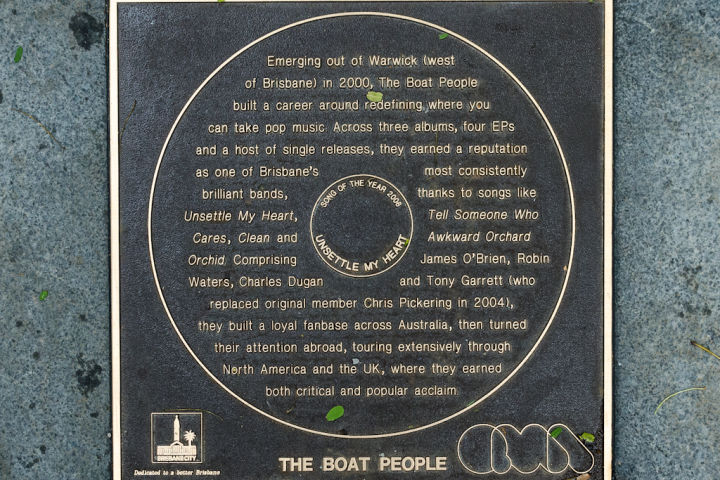 Emerging out of Warwick (west
of Brisbane) in 2000, The Boat People
built a career around redefining where you
can take pop music. Across three albums, four EPs
and a host of single releases, they earned a reputation
as one of Brisbane's most consistently
brilliant bands, thanks to songs like
Unsettle My Heart, Tell Someone Who
Cares, Clean and Awkward Orchard
Orchid. Comprising James O'Brien, Robin
Waters, Charles Dugan and Tony Garrett (who
replaced original member Chris Pickering in 2004),
they built a loyal fanbase across Australia, then turned
their attention abroad, touring extensively through
North America and the UK, where they earned
both critical and popular acclaim.
SONG OF THE YEAR 2006
UNSETTLE MY HEART
BRISBANE CITY
Dedicated to a better Brisbane
THE BOAT PEOPLE